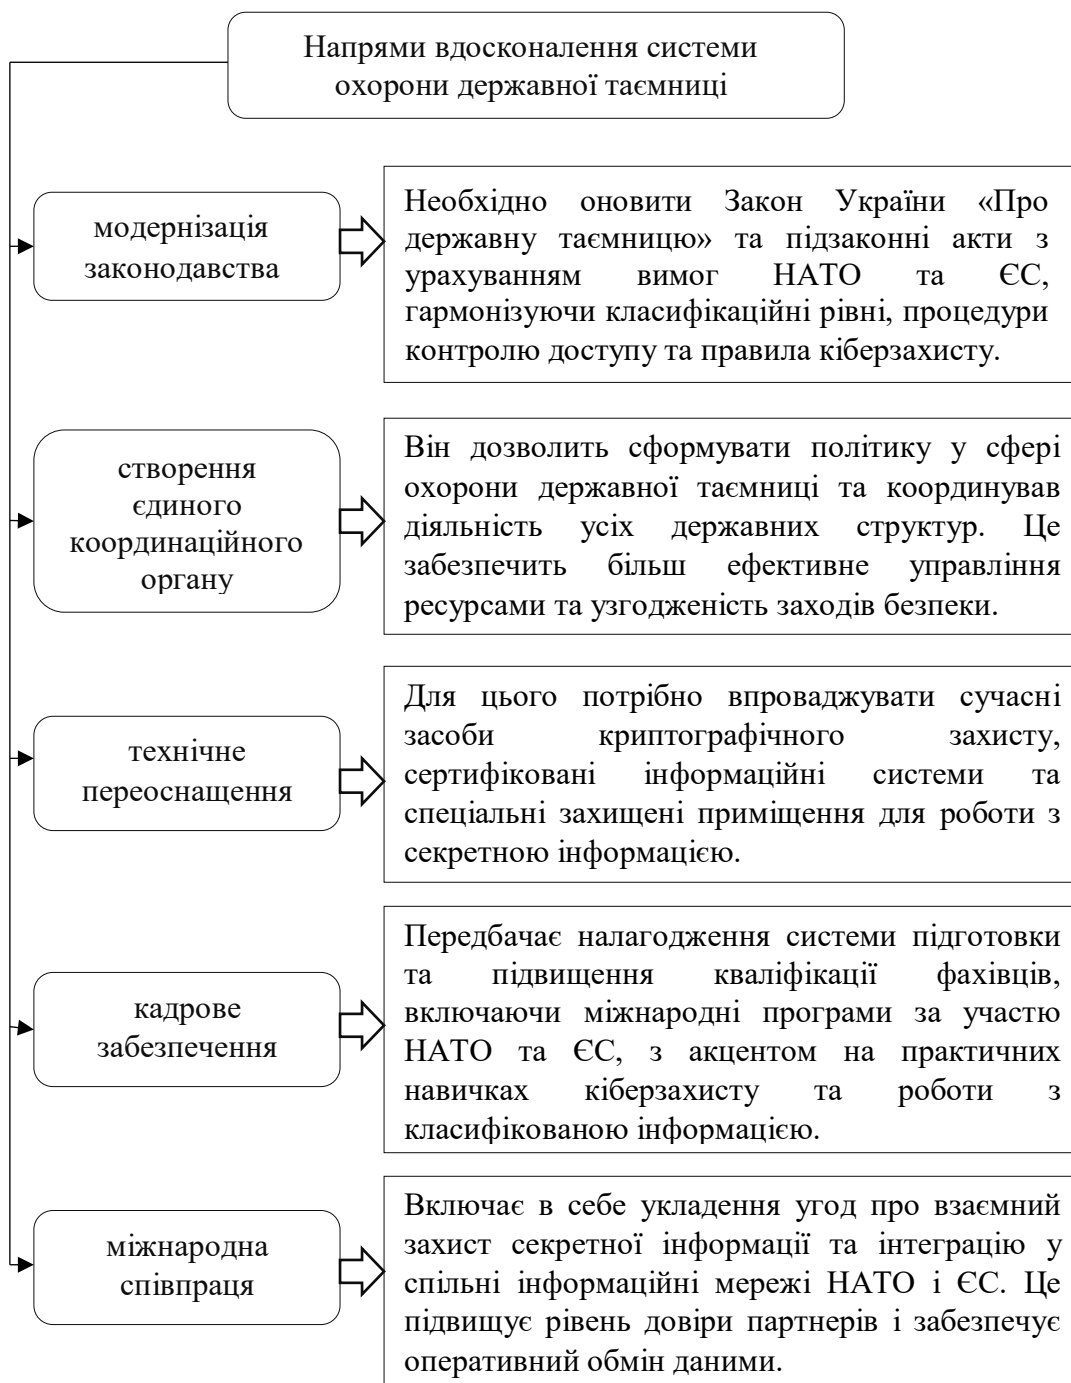 Напрями вдосконалення системи
охорони державної таємниці
модернізація
законодавства
Необхідно оновити Закон України «Про
державну таємницю» та підзаконні акти з
урахуванням вимог НАТО та ЄС,
гармонізуючи класифікаційні рівні, процедури
контролю доступу та правила кіберзахисту.
створення
єдиного
координаційного
органу
Він дозволить сформувати політику у сфері
охорони державної таємниці та координував
діяльність усіх державних структур. Це
забезпечить більш ефективне управління
ресурсами та узгодженість заходів безпеки.
технічне
переоснащення
Для цього потрібно впроваджувати сучасні
засоби криптографічного захисту,
сертифіковані інформаційні системи та
спеціальні захищені приміщення для роботи з
секретною інформацією.
кадрове
забезпечення
Передбачає налагодження системи підготовки
та підвищення кваліфікації фахівців,
включаючи міжнародні програми за участю
НАТО та ЄС, з акцентом на практичних
навичках кіберзахисту та роботи з
класифікованою інформацією.
міжнародна
співпраця
Включає в себе укладення угод про взаємний
захист секретної інформації та інтеграцію у
спільні інформаційні мережі НАТО і ЄС. Це
підвищує рівень довіри партнерів і забезпечує
оперативний обмін даними.